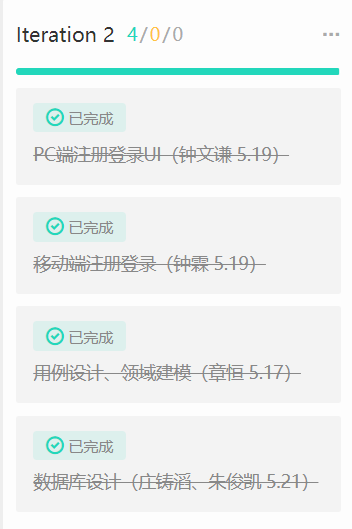 Iteration 2 4/0/0 ...
已完成
PC端注册登录UI（钟文谦 5.19）
已完成
移动端注册登录（钟霖 5.19）
已完成
用例设计、领域建模（章恒 5.17）
已完成
数据库设计（庄铸滔、朱俊凯 5.21）